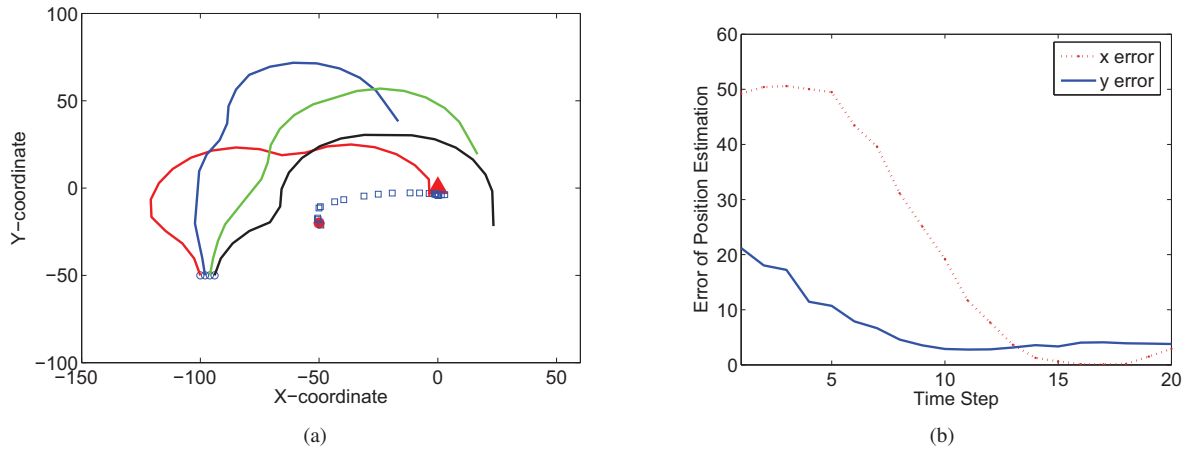 100
50
0
−50
−100
−150
−100
−50
0
50
Y−coordinate
X−coordinate
(a)
60
50
40
30
20
10
0
5
10
15
20
Error of Position Estimation
Time Step
x error
y error
(b)